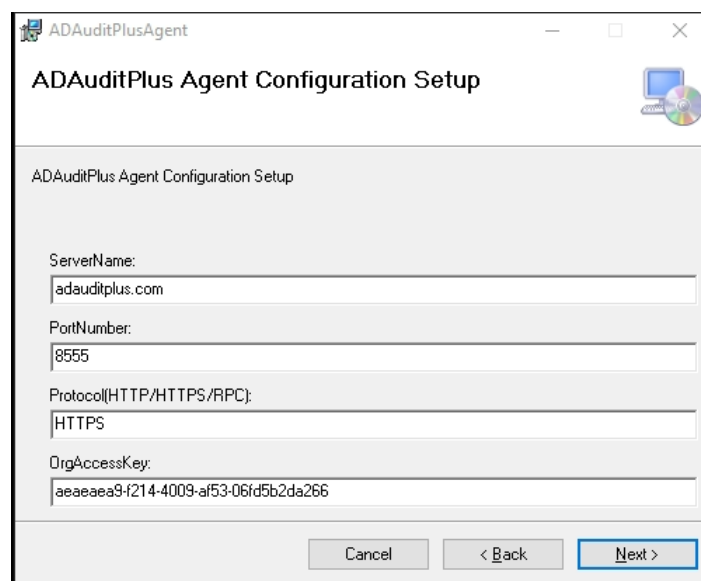 ADAuditPlusAgent
ADAuditPlus Agent Configuration Setup
ADAuditPlus Agent Configuration Setup
ServerName:
adauditplus.com
PortNumber:
8555
Protocol(HTTP/HTTPS/RPC):
HTTPS
OrgAccessKey:
aeaeaea9-f214-4009-af53-06fd5b2da266
Cancel < Back Next >